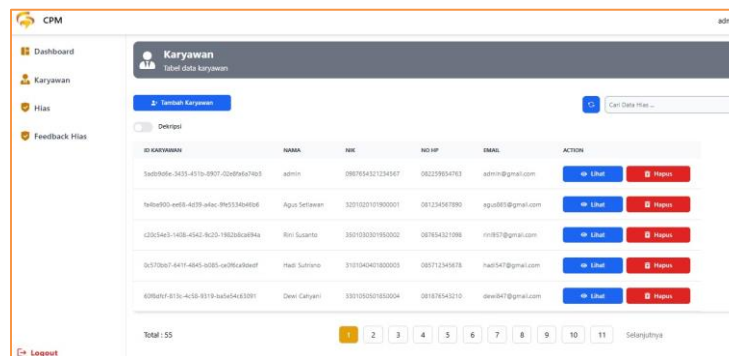 CPM
Dashboard
Karyawan
Hias
Feedback Hias
Logout
Karyawan
Tabel data karyawan
Tambah Karyawan
Cari Data Hias ...
Dekripsi
ID KARYAWAN NAMA NIK NO HP EMAIL ACTION
admin 0987654321234567 082259654763 admin@gmail.com Lihat Hapus
Agus Setiawan 3201020101900001 081234567890 agus865@gmail.com Lihat Hapus
Rini Susanto 3501030301950002 087654321098 rini957@gmail.com Lihat Hapus
Hadi Sutrisno 3101040401800003 085712345678 hadi547@gmail.com Lihat Hapus
Dewi Cahyani 3301050501850004 081876543210 dewi847@gmail.com Lihat Hapus
Total : 55
1 2 3 4 5 6 7 8 9 10 11 Selanjutnya